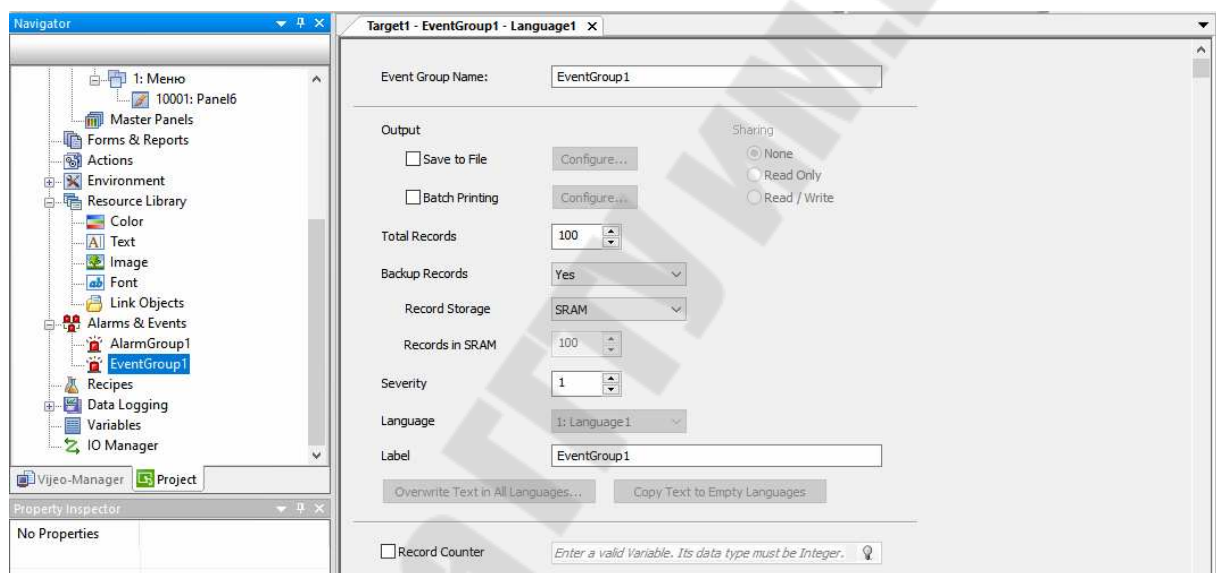 Navigator
1: Меню
10001: Panel6
Master Panels
Forms & Reports
Actions
Environment
Resource Library
Color
Text
Image
Font
Link Objects
Alarms & Events
AlarmGroup1
EventGroup1
Recipes
Data Logging
Variables
IO Manager
Vijeo-Manager Project
Property Inspector
No Properties
Target1 - EventGroup1 - Language1
Event Group Name: EventGroup1
Output Sharing
Save to File Configure... None
Read Only
Batch Printing Configure... Read / Write
Total Records 100
Backup Records Yes
Record Storage SRAM
Records in SRAM 100
Severity 1
Language 1: Language1
Label EventGroup1
Overwrite Text in All Languages... Copy Text to Empty Languages
Record Counter Enter a valid Variable. Its data type must be Integer.